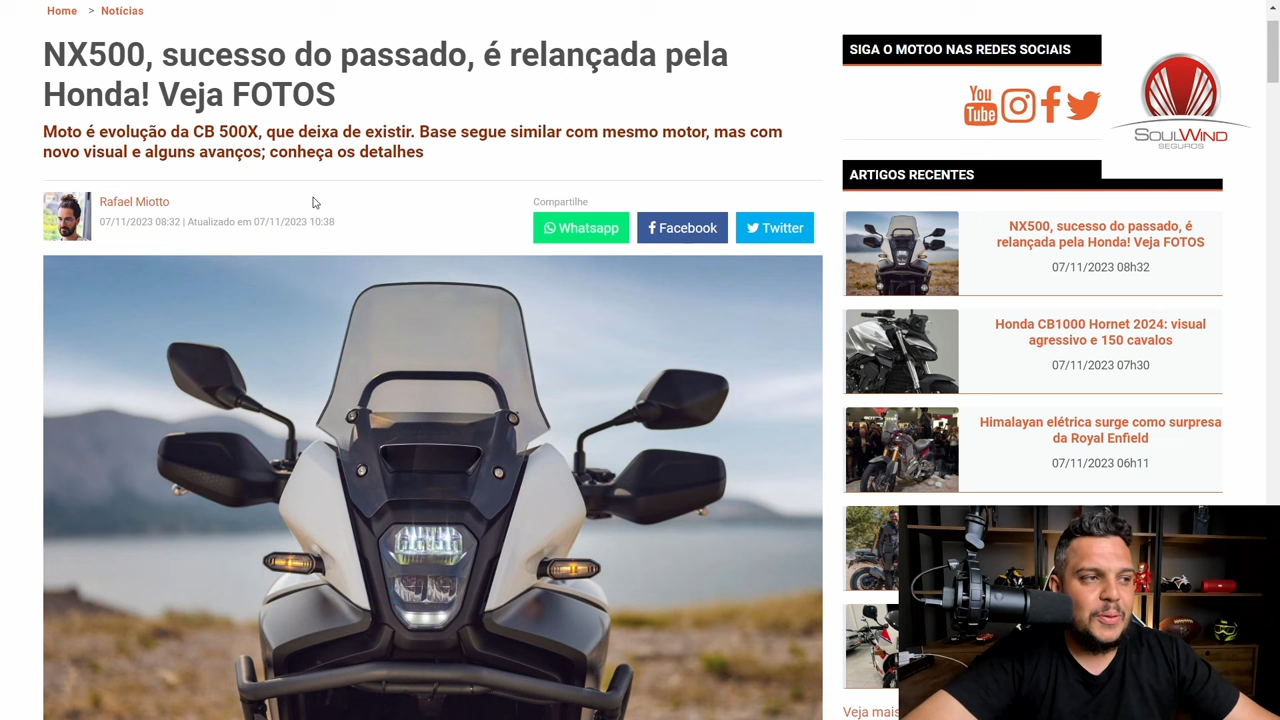 Home > Notícias
NX500, sucesso do passado, é relançada pela
Honda! Veja FOTOS
Moto é evolução da CB 500X, que deixa de existir. Base segue similar com mesmo motor, mas com
novo visual e alguns avanços; conheça os detalhes
Rafael Miotto
07/11/2023 08:32 | Atualizado em 07/11/2023 10:38
Compartilhe
Whatsapp
Facebook
Twitter
SIGA O MOTOO NAS REDES SOCIAIS
You
Tube
SOULWIND
SEGUROS
ARTIGOS RECENTES
NX500, sucesso do passado, é
relançada pela Honda! Veja FOTOS
07/11/2023 08h32
Honda CB1000 Hornet 2024: visual
agressivo e 150 cavalos
07/11/2023 07h30
Himalayan elétrica surge como surpresa
da Royal Enfield
07/11/2023 06h11
Veja mais